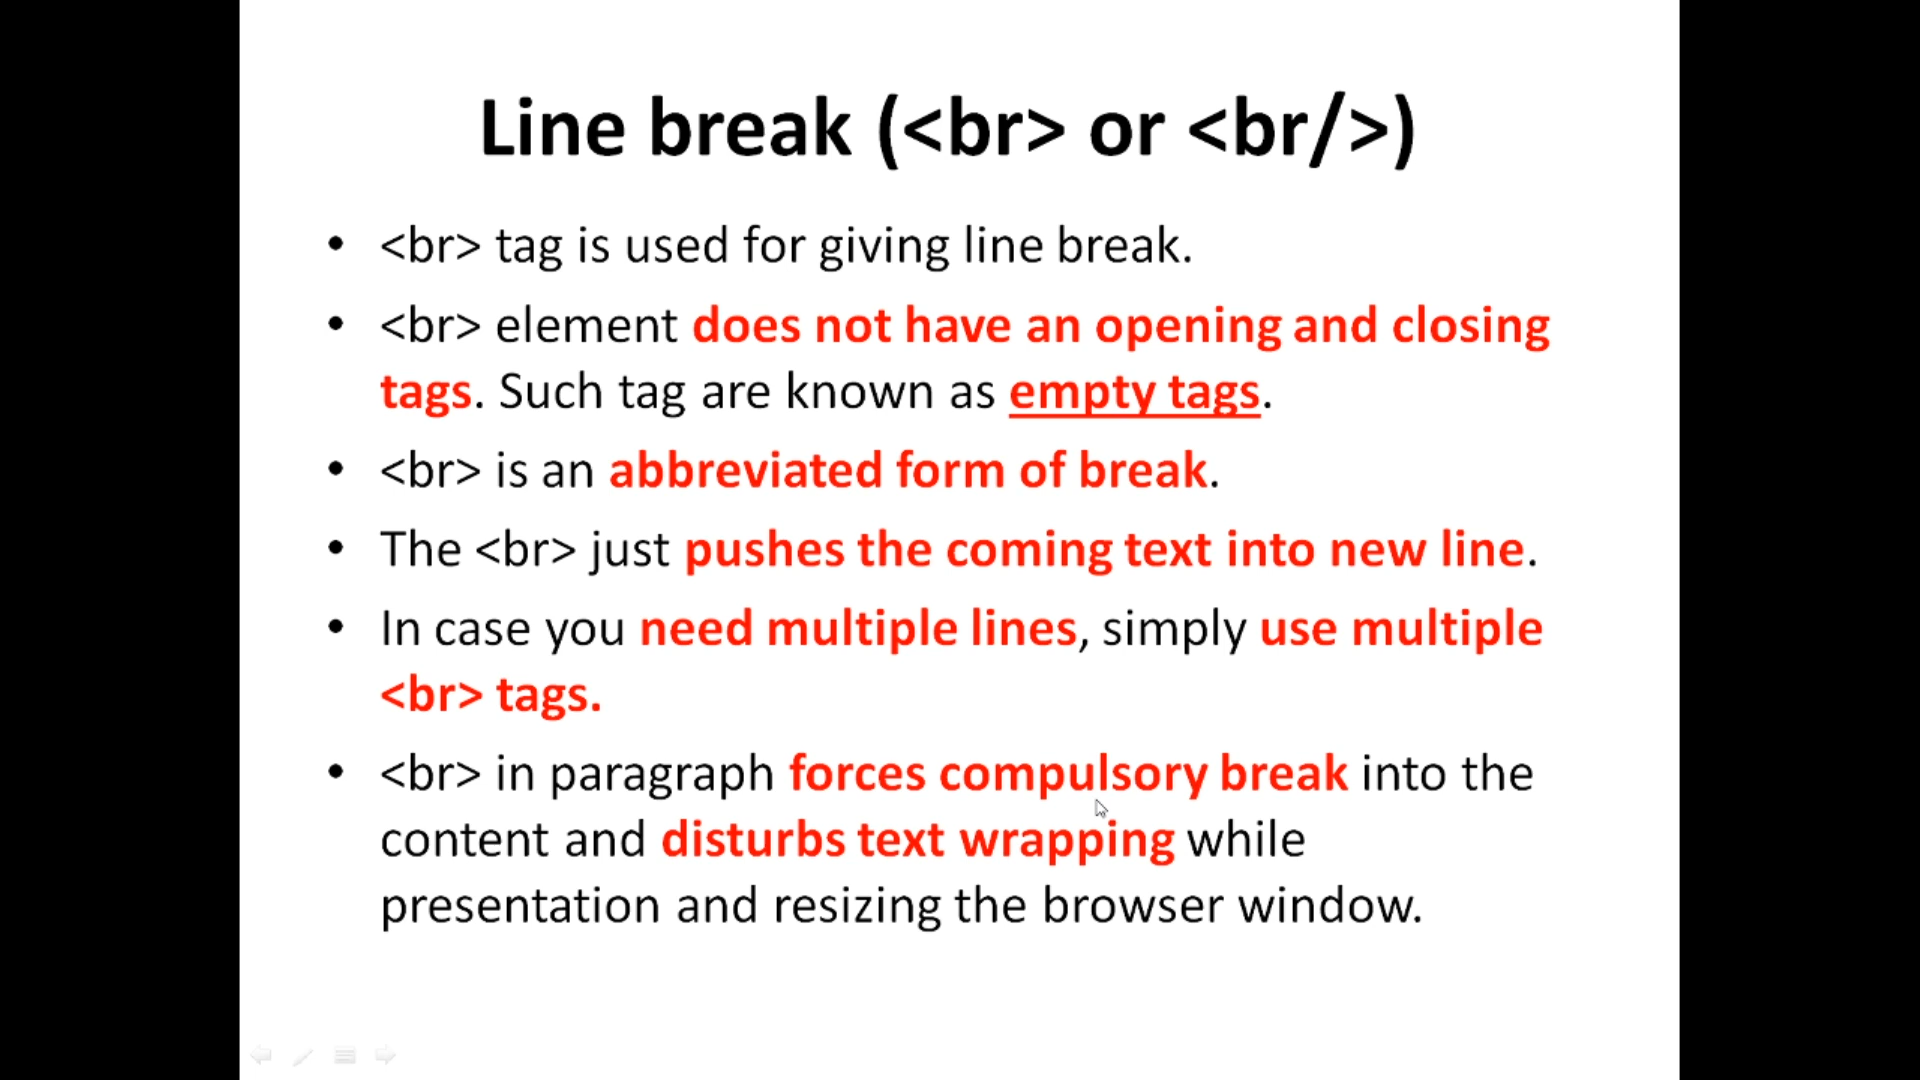 Line break (<br> or <br/>)
• <br> tag is used for giving line break.
• <br> element does not have an opening and closing
tags. Such tag are known as empty tags.
• <br> is an abbreviated form of break.
• The <br> just pushes the coming text into new line.
• In case you need multiple lines, simply use multiple
<br> tags.
• <br> in paragraph forces compulsory break into the
content and disturbs text wrapping while
presentation and resizing the browser window.